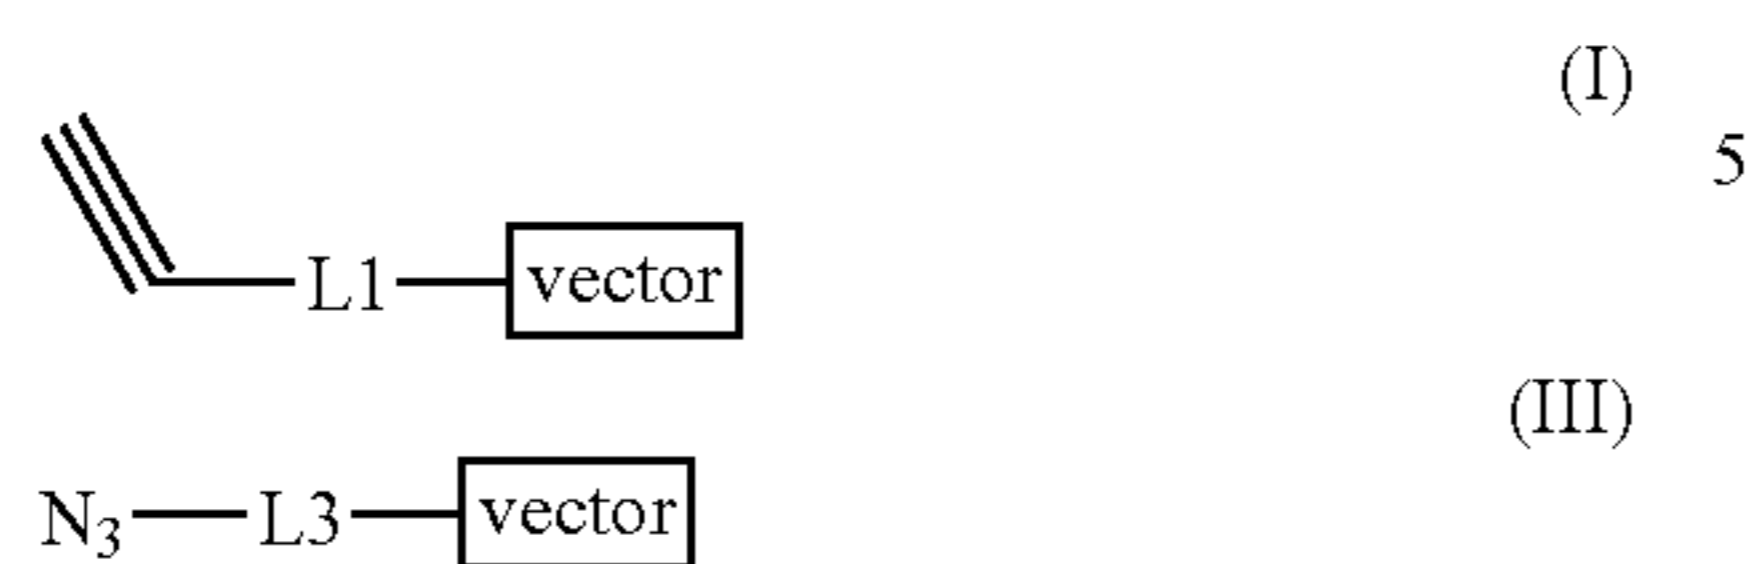 (I)
5
L1 vector
(III)
N₃ L3 vector